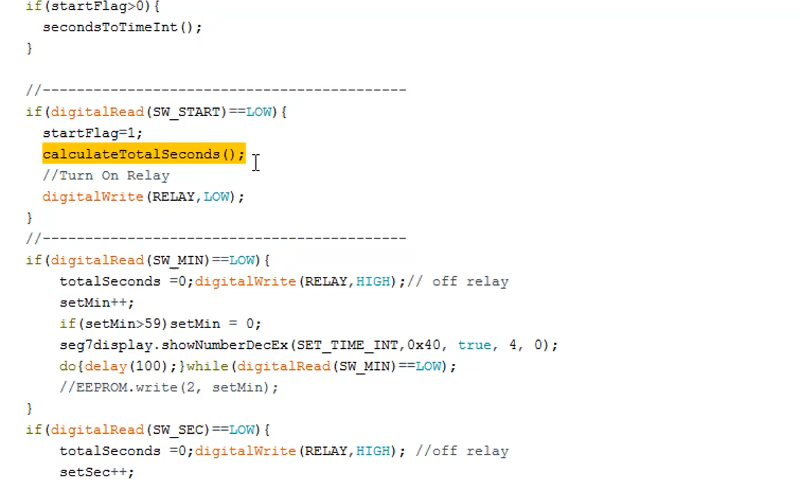 if(startFlag>0){
secondsToTimeInt();
}
//------------------------------------------
if(digitalRead(SW_START)==LOW){
startFlag=1;
calculateTotalSeconds();
//Turn On Relay
digitalWrite(RELAY,LOW);
}
//------------------------------------------
if(digitalRead(SW_MIN)==LOW){
totalSeconds =0;digitalWrite(RELAY,HIGH);// off relay
setMin++;
if(setMin>59)setMin = 0;
seg7display.showNumberDecEx(SET_TIME_INT,0x40, true, 4, 0);
do{delay(100);}while(digitalRead(SW_MIN)==LOW);
//EEPROM.write(2, setMin);
}
if(digitalRead(SW_SEC)==LOW){
totalSeconds =0;digitalWrite(RELAY,HIGH); //off relay
setSec++;